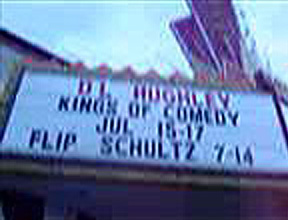 D.L. HUGHLEY
KINGS OF COMEDY
JUL 15-17
FLIP SCHULTZ 7-14